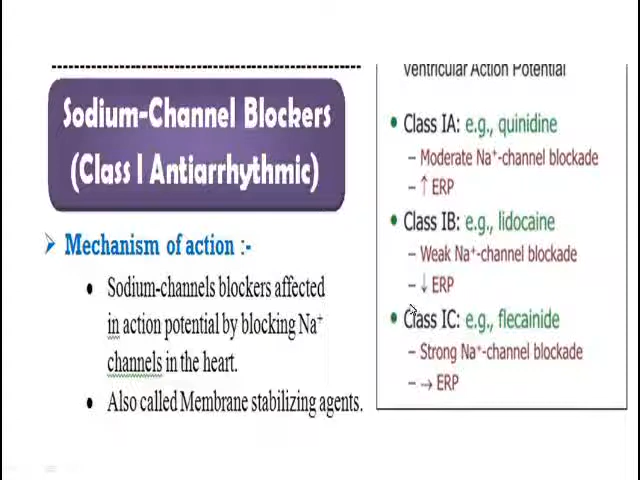 Sodium-Channel Blockers
(Class I Antiarrhythmic)
Mechanism of action :-
• Sodium-channels blockers affected
in action potential by blocking Na⁺
channels in the heart.
• Also called Membrane stabilizing agents.
Ventricular Action Potential
• Class IA: e.g., quinidine
– Moderate Na⁺-channel blockade
– ↑ ERP
• Class IB: e.g., lidocaine
– Weak Na⁺-channel blockade
– ↓ ERP
• Class IC: e.g., flecainide
– Strong Na⁺-channel blockade
– → ERP